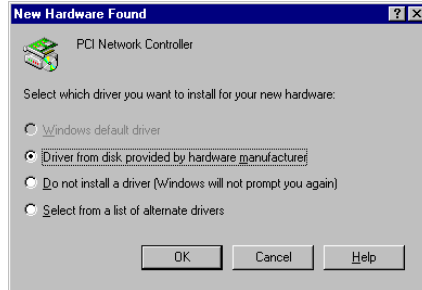 New Hardware Found
PCI Network Controller
Select which driver you want to install for your new hardware:
Windows default driver
Driver from disk provided by hardware manufacturer
Do not install a driver (Windows will not prompt you again)
Select from a list of alternate drivers
OK Cancel Help